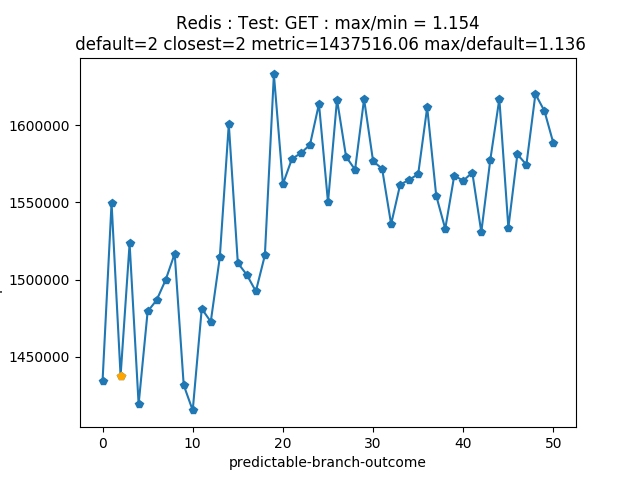 Redis : Test: GET : max/min = 1.154
default=2 closest=2 metric=1437516.06 max/default=1.136
1600000
1550000
1500000
1450000
0 10 20 30 40 50
predictable-branch-outcome